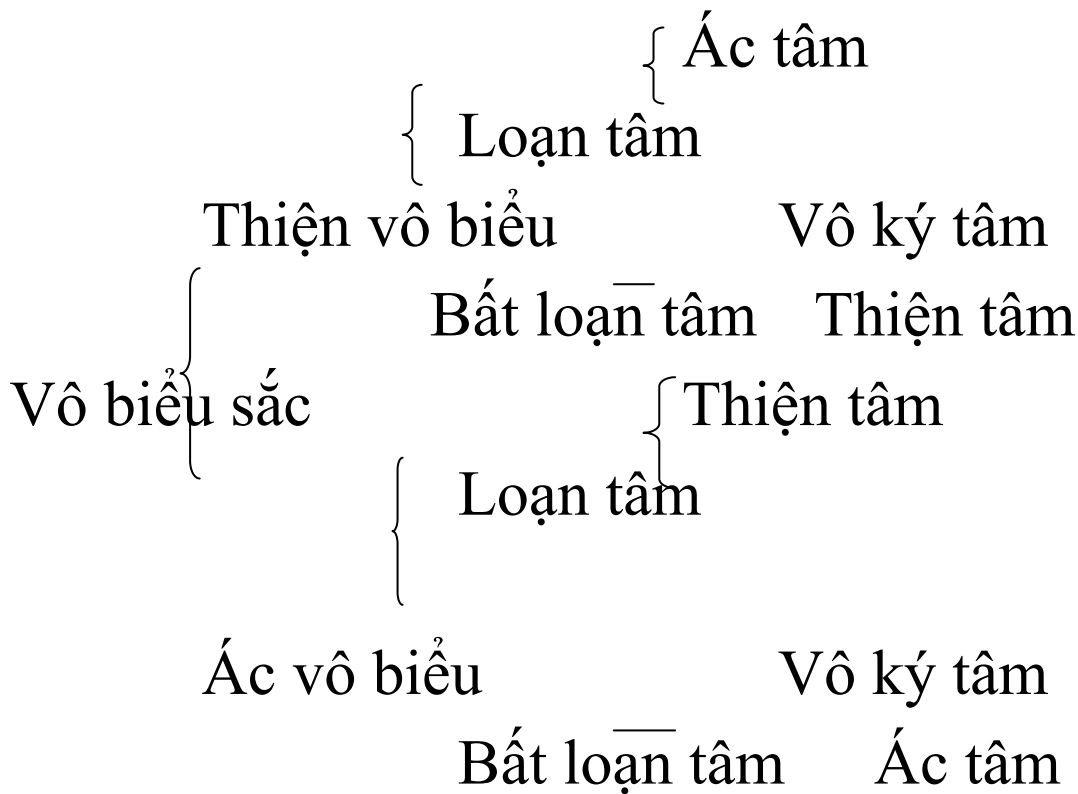 Ác tâm
Loạn tâm
Thiện vô biểu Vô ký tâm
Bất loạn tâm Thiện tâm
Vô biểu sắc Thiện tâm
Loạn tâm
Ác vô biểu Vô ký tâm
Bất loạn tâm Ác tâm